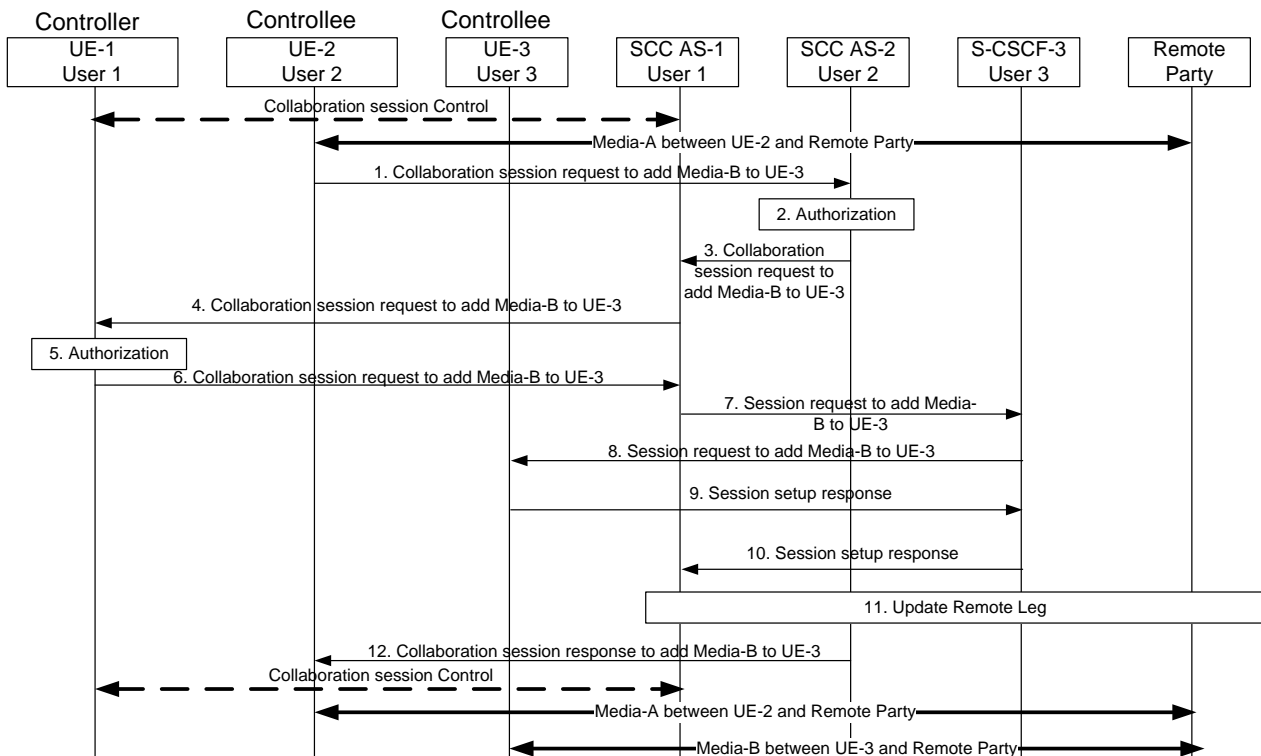 Controller
Controllee
Controllee
UE-1
User 1
UE-2
User 2
UE-3
User 3
SCC AS-1
User 1
SCC AS-2
User 2
S-CSCF-3
User 3
Remote
Party
Collaboration session Control
Media-A between UE-2 and Remote Party
1. Collaboration session request to add Media-B to UE-3
2. Authorization
3. Collaboration
session request to
add Media-B to UE-3
4. Collaboration session request to add Media-B to UE-3
5. Authorization
6. Collaboration session request to add Media-B to UE-3
7. Session request to add Media-
B to UE-3
8. Session request to add Media-B to UE-3
9. Session setup response
10. Session setup response
11. Update Remote Leg
12. Collaboration session response to add Media-B to UE-3
Collaboration session Control
Media-A between UE-2 and Remote Party
Media-B between UE-3 and Remote Party